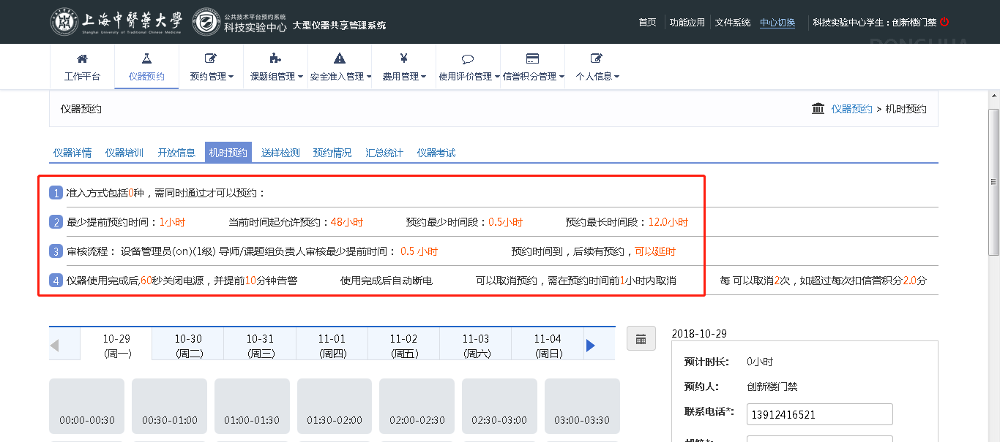 上海中醫藥大學 公共技术平台预约系统
Shanghai University of Traditional Chinese Medicine 科技实验中心 大型仪器共享管理系统
首页 功能应用 文件系统 中心切换 科技实验中心学生：创新楼门禁
DONGHUA
工作平台 仪器预约 预约管理 课题组管理 安全准入管理 费用管理 使用评价管理 信誉积分管理 个人信息
仪器预约 仪器预约 > 机时预约
仪器详情 仪器培训 开放信息 机时预约 送样检测 预约情况 汇总统计 仪器考试
1 准入方式包括0种，需同时通过才可以预约：
2 最少提前预约时间：1小时 当前时间起允许预约：48小时 预约最少时间段：0.5小时 预约最长时间段：12.0小时
3 审核流程： 设备管理员(on)(1级) 导师/课题组负责人审核最少提前时间： 0.5 小时 预约时间到，后续有预约，可以延时
4 仪器使用完成后,60秒关闭电源，并提前10分钟告警 使用完成后自动断电 可以取消预约，需在预约时间前1小时内取消 每 可以取消2次，如超过每次扣信誉积分2.0分
10-29 10-30 10-31 11-01 11-02 11-03 11-04
(周一) (周二) (周三) (周四) (周五) (周六) (周日)
2018-10-29
预计时长: 0小时
预约人: 创新楼门禁
联系电话*: 13912416521
00:00-00:30 00:30-01:00 01:00-01:30 01:30-02:00 02:00-02:30 02:30-03:00 03:00-03:30